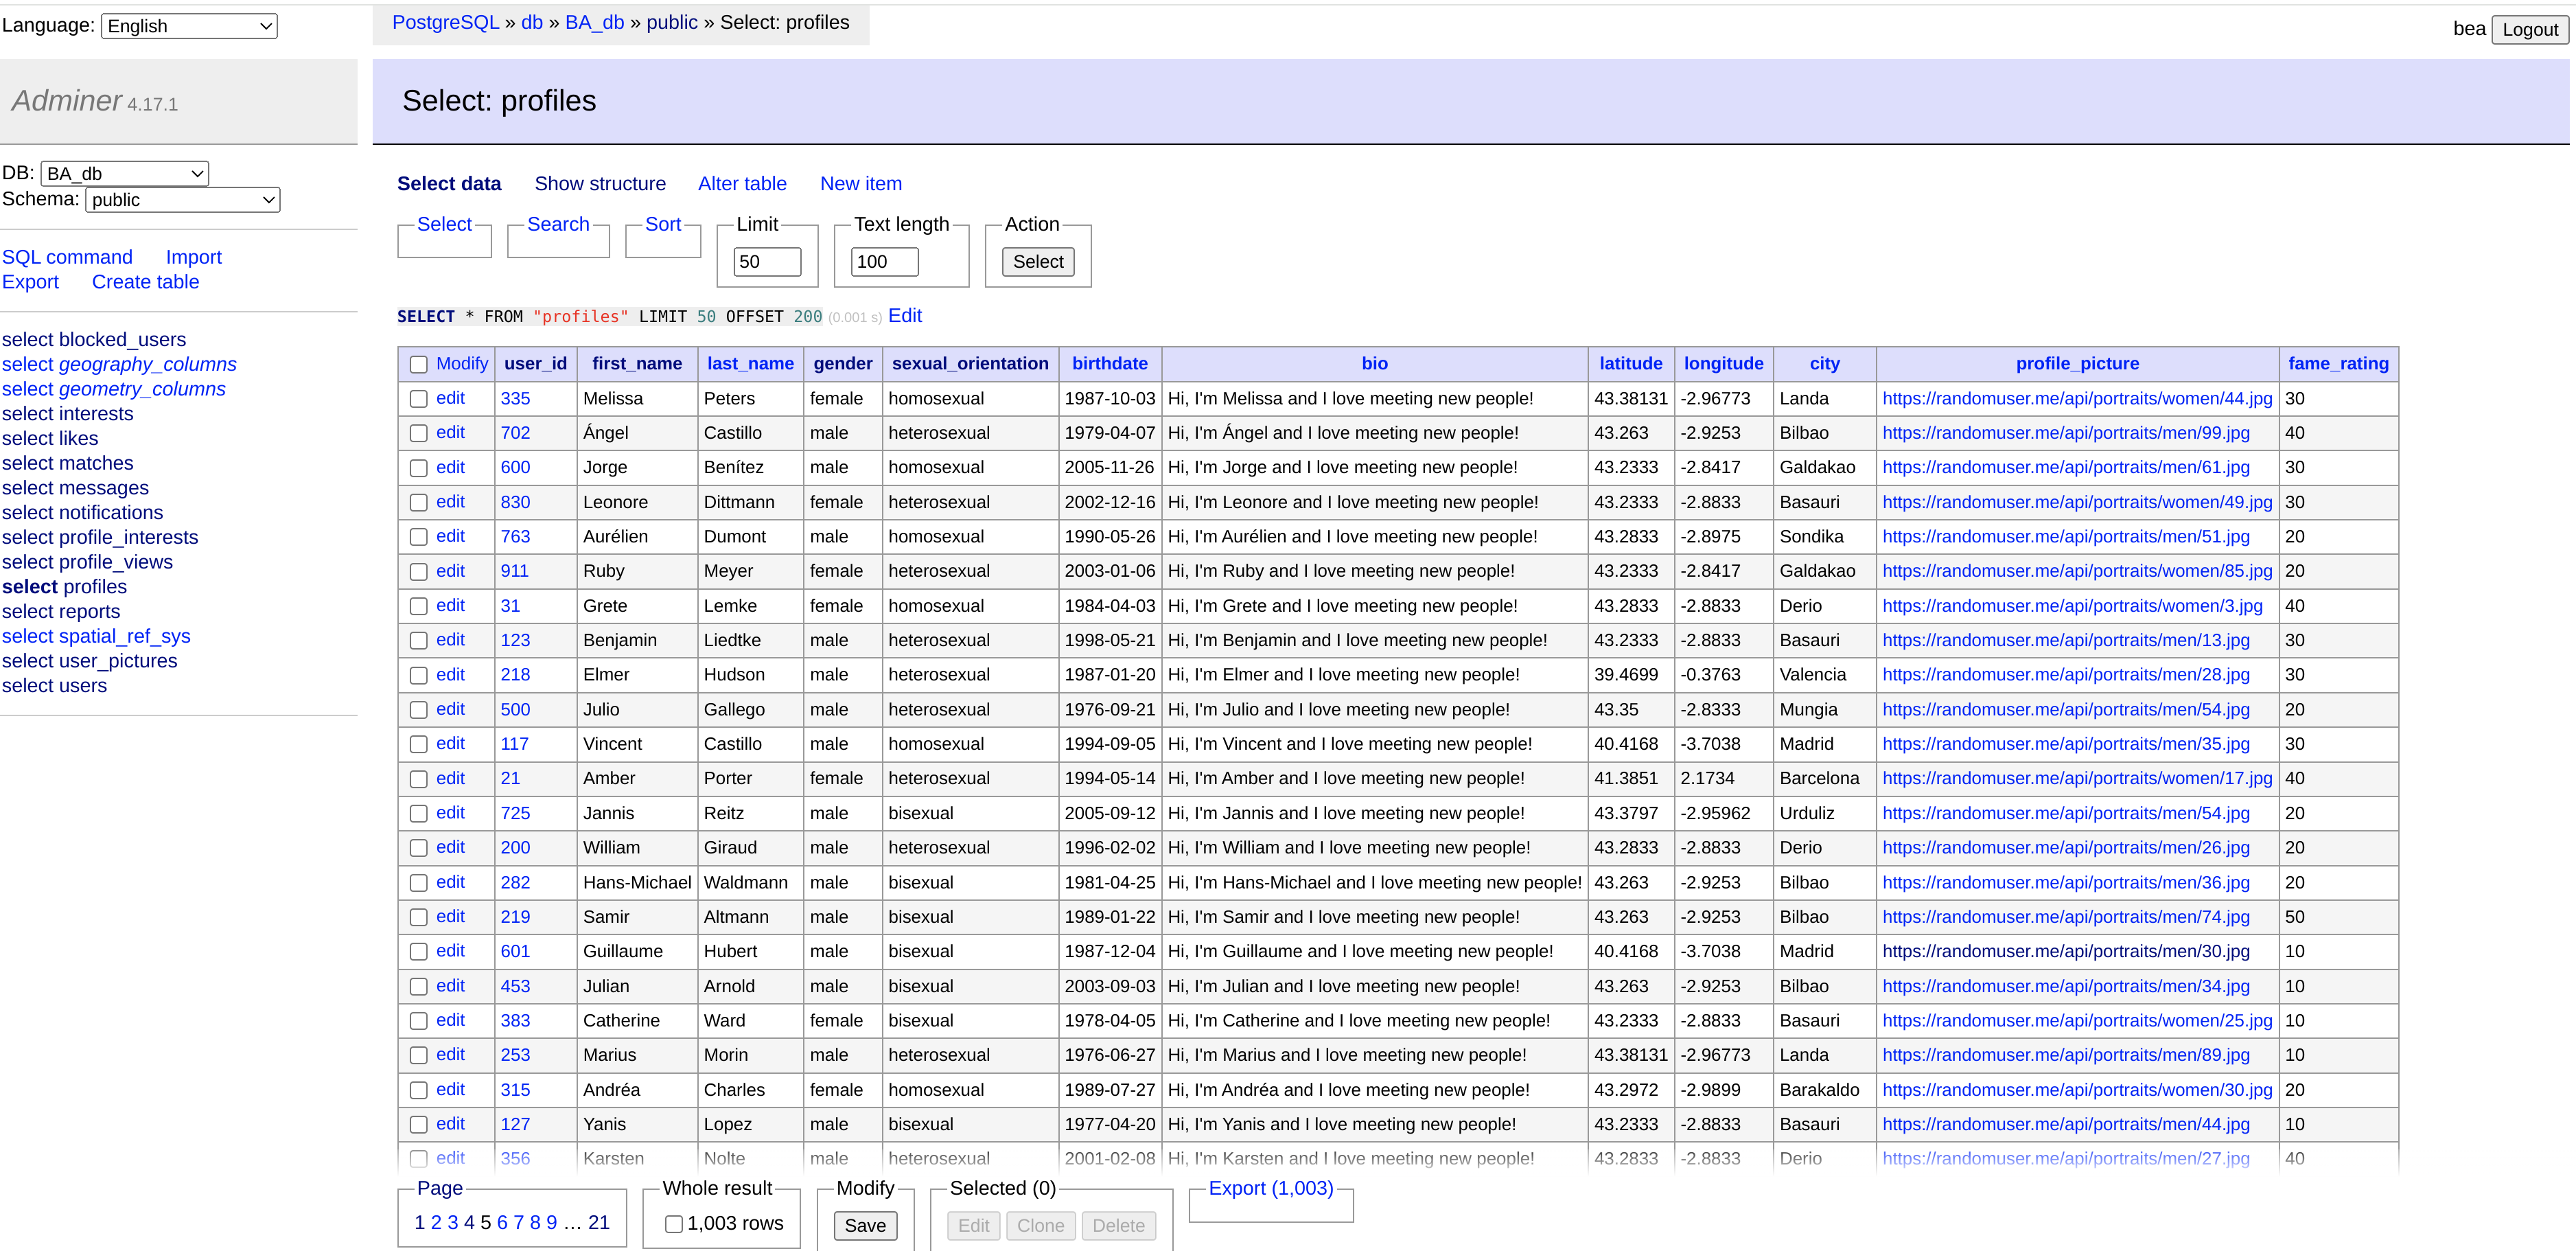 Language: English
PostgreSQL » db » BA_db » public » Select: profiles
bea Logout
Adminer 4.17.1
Select: profiles
DB: BA_db
Schema: public
SQL command Import
Export Create table
select blocked_users
select geography_columns
select geometry_columns
select interests
select likes
select matches
select messages
select notifications
select profile_interests
select profile_views
select profiles
select reports
select spatial_ref_sys
select user_pictures
select users
Select data Show structure Alter table New item
Select Search Sort Limit Text length Action
50 100 Select
SELECT * FROM "profiles" LIMIT 50 OFFSET 200 (0.001 s) Edit
Modify user_id first_name last_name gender sexual_orientation birthdate bio latitude longitude city profile_picture fame_rating
edit 335 Melissa Peters female homosexual 1987-10-03 Hi, I'm Melissa and I love meeting new people! 43.38131 -2.96773 Landa https://randomuser.me/api/portraits/women/44.jpg 30
edit 702 Ángel Castillo male heterosexual 1979-04-07 Hi, I'm Ángel and I love meeting new people! 43.263 -2.9253 Bilbao https://randomuser.me/api/portraits/men/99.jpg 40
edit 600 Jorge Benítez male homosexual 2005-11-26 Hi, I'm Jorge and I love meeting new people! 43.2333 -2.8417 Galdakao https://randomuser.me/api/portraits/men/61.jpg 30
edit 830 Leonore Dittmann female heterosexual 2002-12-16 Hi, I'm Leonore and I love meeting new people! 43.2333 -2.8833 Basauri https://randomuser.me/api/portraits/women/49.jpg 30
edit 763 Aurélien Dumont male homosexual 1990-05-26 Hi, I'm Aurélien and I love meeting new people! 43.2833 -2.8975 Sondika https://randomuser.me/api/portraits/men/51.jpg 20
edit 911 Ruby Meyer female heterosexual 2003-01-06 Hi, I'm Ruby and I love meeting new people! 43.2333 -2.8417 Galdakao https://randomuser.me/api/portraits/women/85.jpg 20
edit 31 Grete Lemke female homosexual 1984-04-03 Hi, I'm Grete and I love meeting new people! 43.2833 -2.8833 Derio https://randomuser.me/api/portraits/women/3.jpg 40
edit 123 Benjamin Liedtke male heterosexual 1998-05-21 Hi, I'm Benjamin and I love meeting new people! 43.2333 -2.8833 Basauri https://randomuser.me/api/portraits/men/13.jpg 30
edit 218 Elmer Hudson male heterosexual 1987-01-20 Hi, I'm Elmer and I love meeting new people! 39.4699 -0.3763 Valencia https://randomuser.me/api/portraits/men/28.jpg 30
edit 500 Julio Gallego male heterosexual 1976-09-21 Hi, I'm Julio and I love meeting new people! 43.35 -2.8333 Mungia https://randomuser.me/api/portraits/men/54.jpg 20
edit 117 Vincent Castillo male homosexual 1994-09-05 Hi, I'm Vincent and I love meeting new people! 40.4168 -3.7038 Madrid https://randomuser.me/api/portraits/men/35.jpg 30
edit 21 Amber Porter female heterosexual 1994-05-14 Hi, I'm Amber and I love meeting new people! 41.3851 2.1734 Barcelona https://randomuser.me/api/portraits/women/17.jpg 40
edit 725 Jannis Reitz male bisexual 2005-09-12 Hi, I'm Jannis and I love meeting new people! 43.3797 -2.95962 Urduliz https://randomuser.me/api/portraits/men/54.jpg 20
edit 200 William Giraud male heterosexual 1996-02-02 Hi, I'm William and I love meeting new people! 43.2833 -2.8833 Derio https://randomuser.me/api/portraits/men/26.jpg 20
edit 282 Hans-Michael Waldmann male bisexual 1981-04-25 Hi, I'm Hans-Michael and I love meeting new people! 43.263 -2.9253 Bilbao https://randomuser.me/api/portraits/men/36.jpg 20
edit 219 Samir Altmann male bisexual 1989-01-22 Hi, I'm Samir and I love meeting new people! 43.263 -2.9253 Bilbao https://randomuser.me/api/portraits/men/74.jpg 50
edit 601 Guillaume Hubert male bisexual 1987-12-04 Hi, I'm Guillaume and I love meeting new people! 40.4168 -3.7038 Madrid https://randomuser.me/api/portraits/men/30.jpg 10
edit 453 Julian Arnold male bisexual 2003-09-03 Hi, I'm Julian and I love meeting new people! 43.263 -2.9253 Bilbao https://randomuser.me/api/portraits/men/34.jpg 10
edit 383 Catherine Ward female bisexual 1978-04-05 Hi, I'm Catherine and I love meeting new people! 43.2333 -2.8833 Basauri https://randomuser.me/api/portraits/women/25.jpg 10
edit 253 Marius Morin male heterosexual 1976-06-27 Hi, I'm Marius and I love meeting new people! 43.38131 -2.96773 Landa https://randomuser.me/api/portraits/men/89.jpg 10
edit 315 Andréa Charles female homosexual 1989-07-27 Hi, I'm Andréa and I love meeting new people! 43.2972 -2.9899 Barakaldo https://randomuser.me/api/portraits/women/30.jpg 20
edit 127 Yanis Lopez male bisexual 1977-04-20 Hi, I'm Yanis and I love meeting new people! 43.2333 -2.8833 Basauri https://randomuser.me/api/portraits/men/44.jpg 10
edit 356 Karsten Nolte male heterosexual 2001-02-08 Hi, I'm Karsten and I love meeting new people! 43.2833 -2.8833 Derio https://randomuser.me/api/portraits/men/27.jpg 40
Page Whole result Modify Selected (0) Export (1,003)
1 2 3 4 5 6 7 8 9 … 21 1,003 rows Save Edit Clone Delete